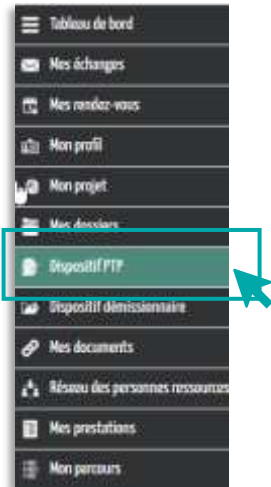 Tableau de bord
Mes échanges
Mes rendez-vous
Mon profil
Mon projet
Mes dossiers
Dispositif PTP
Dispositif démissionnaire
Mes documents
Réseau des personnes ressources
Mes prestations
Mon parcours